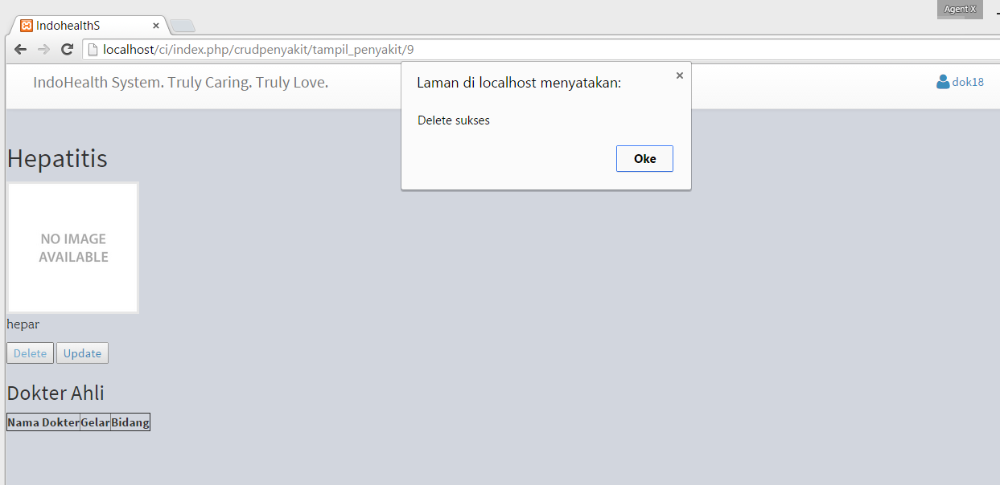 Agent X
IndohealthS
localhost/ci/index.php/crudpenyakit/tampil_penyakit/9
IndoHealth System. Truly Caring. Truly Love.
dok18
Laman di localhost menyatakan:
Delete sukses
Oke
Hepatitis
NO IMAGE
AVAILABLE
hepar
Delete Update
Dokter Ahli
Nama Dokter Gelar Bidang